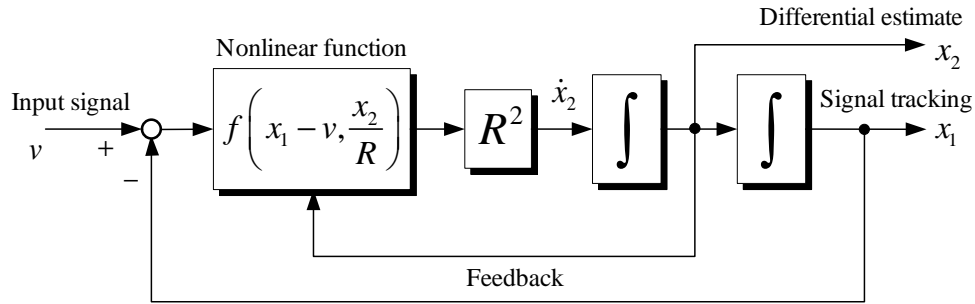 Differential estimate
x₂
Nonlinear function
Input signal
v
+
−
f(x₁ − v, x₂/R)
R²
ẋ₂
∫
∫
Signal tracking
x₁
Feedback